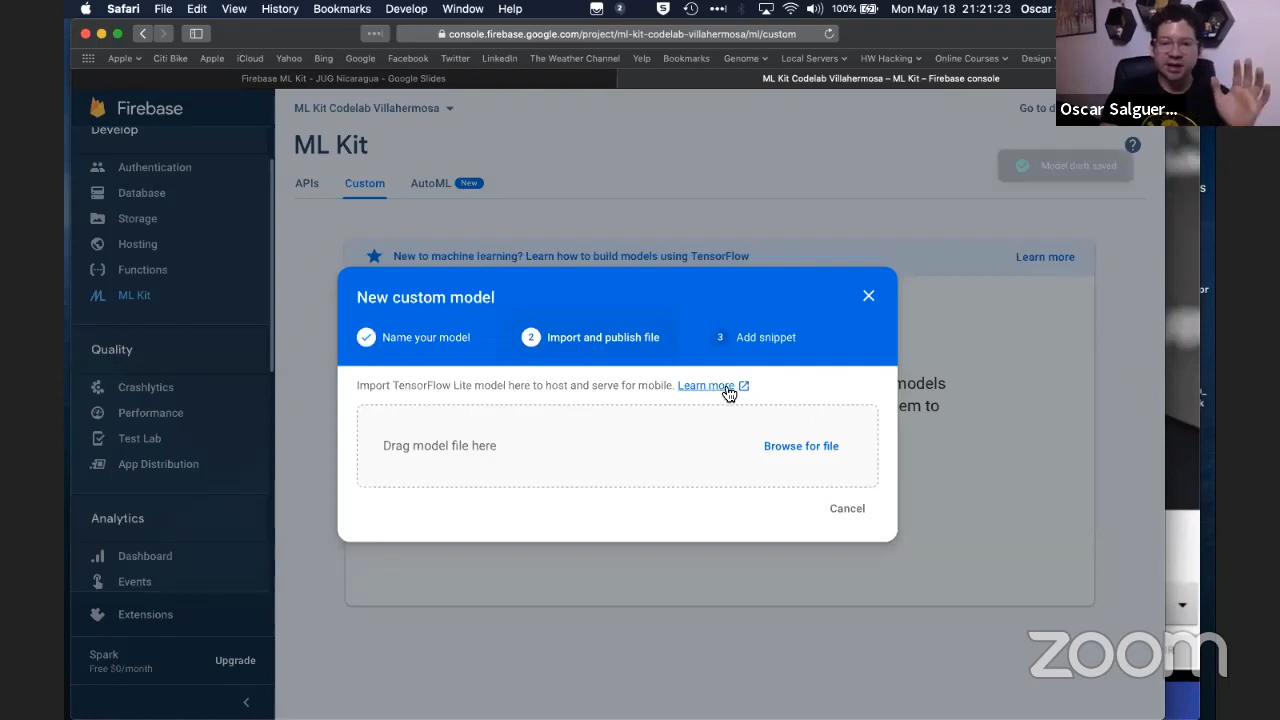 Safari File Edit View History Bookmarks Develop Window Help 2 S 100% Mon May 18 21:21:23 Oscar S
console.firebase.google.com/project/ml-kit-codelab-villahermosa/ml/custom
Apple Citi Bike Apple iCloud Yahoo Bing Google Facebook Twitter LinkedIn The Weather Channel Yelp Bookmarks Genome Local Servers HW Hacking Online Courses Design
Firebase ML Kit - JUG Nicaragua - Google Slides ML Kit Codelab Villahermosa – ML Kit – Firebase console
Oscar Salguer...
Firebase
ML Kit Codelab Villahermosa Go to d
Develop
ML Kit
?
Authentication
Model draft saved
APIs Custom AutoML New
Database
Storage
Hosting
Functions
ML Kit
New to machine learning? Learn how to build models using TensorFlow Learn more
New custom model
Name your model 2 Import and publish file 3 Add snippet
Quality
Crashlytics
Performance
Test Lab
App Distribution
Import TensorFlow Lite model here to host and serve for mobile. Learn more
models
em to
Drag model file here Browse for file
Cancel
Analytics
Dashboard
Events
Extensions
Spark
Free $0/month
Upgrade
zoom